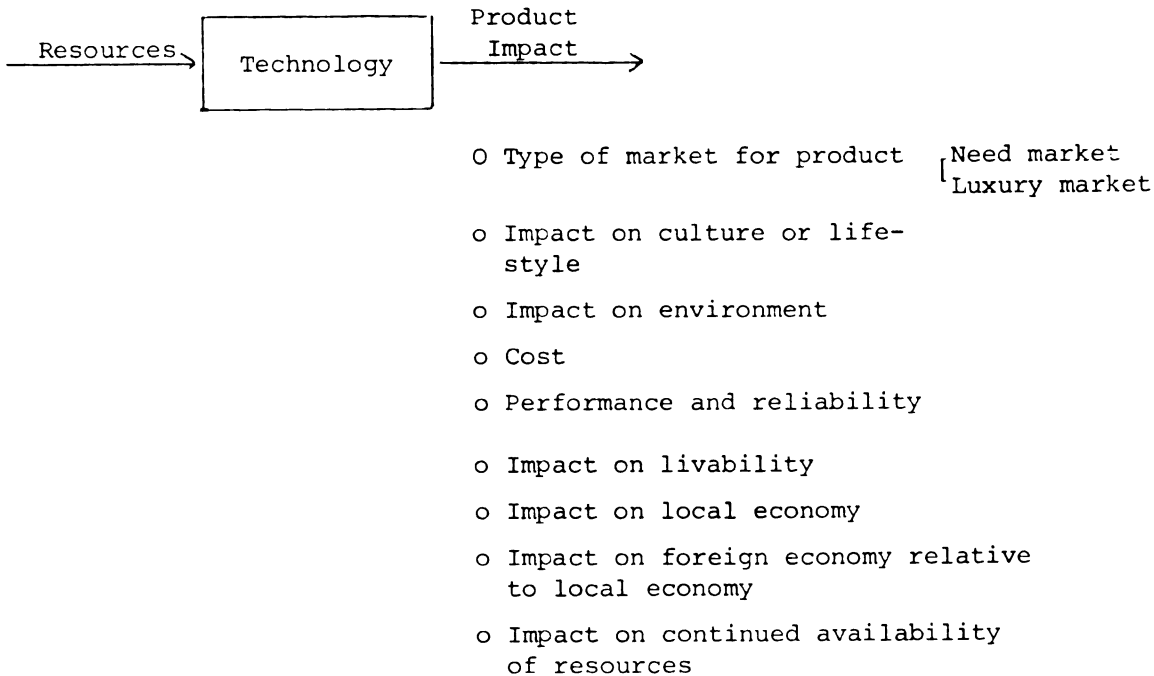 Product
Impact
Resources
Technology
O Type of market for product [Need market
Luxury market
o Impact on culture or life-
style
o Impact on environment
o Cost
o Performance and reliability
o Impact on livability
o Impact on local economy
o Impact on foreign economy relative
to local economy
o Impact on continued availability
of resources